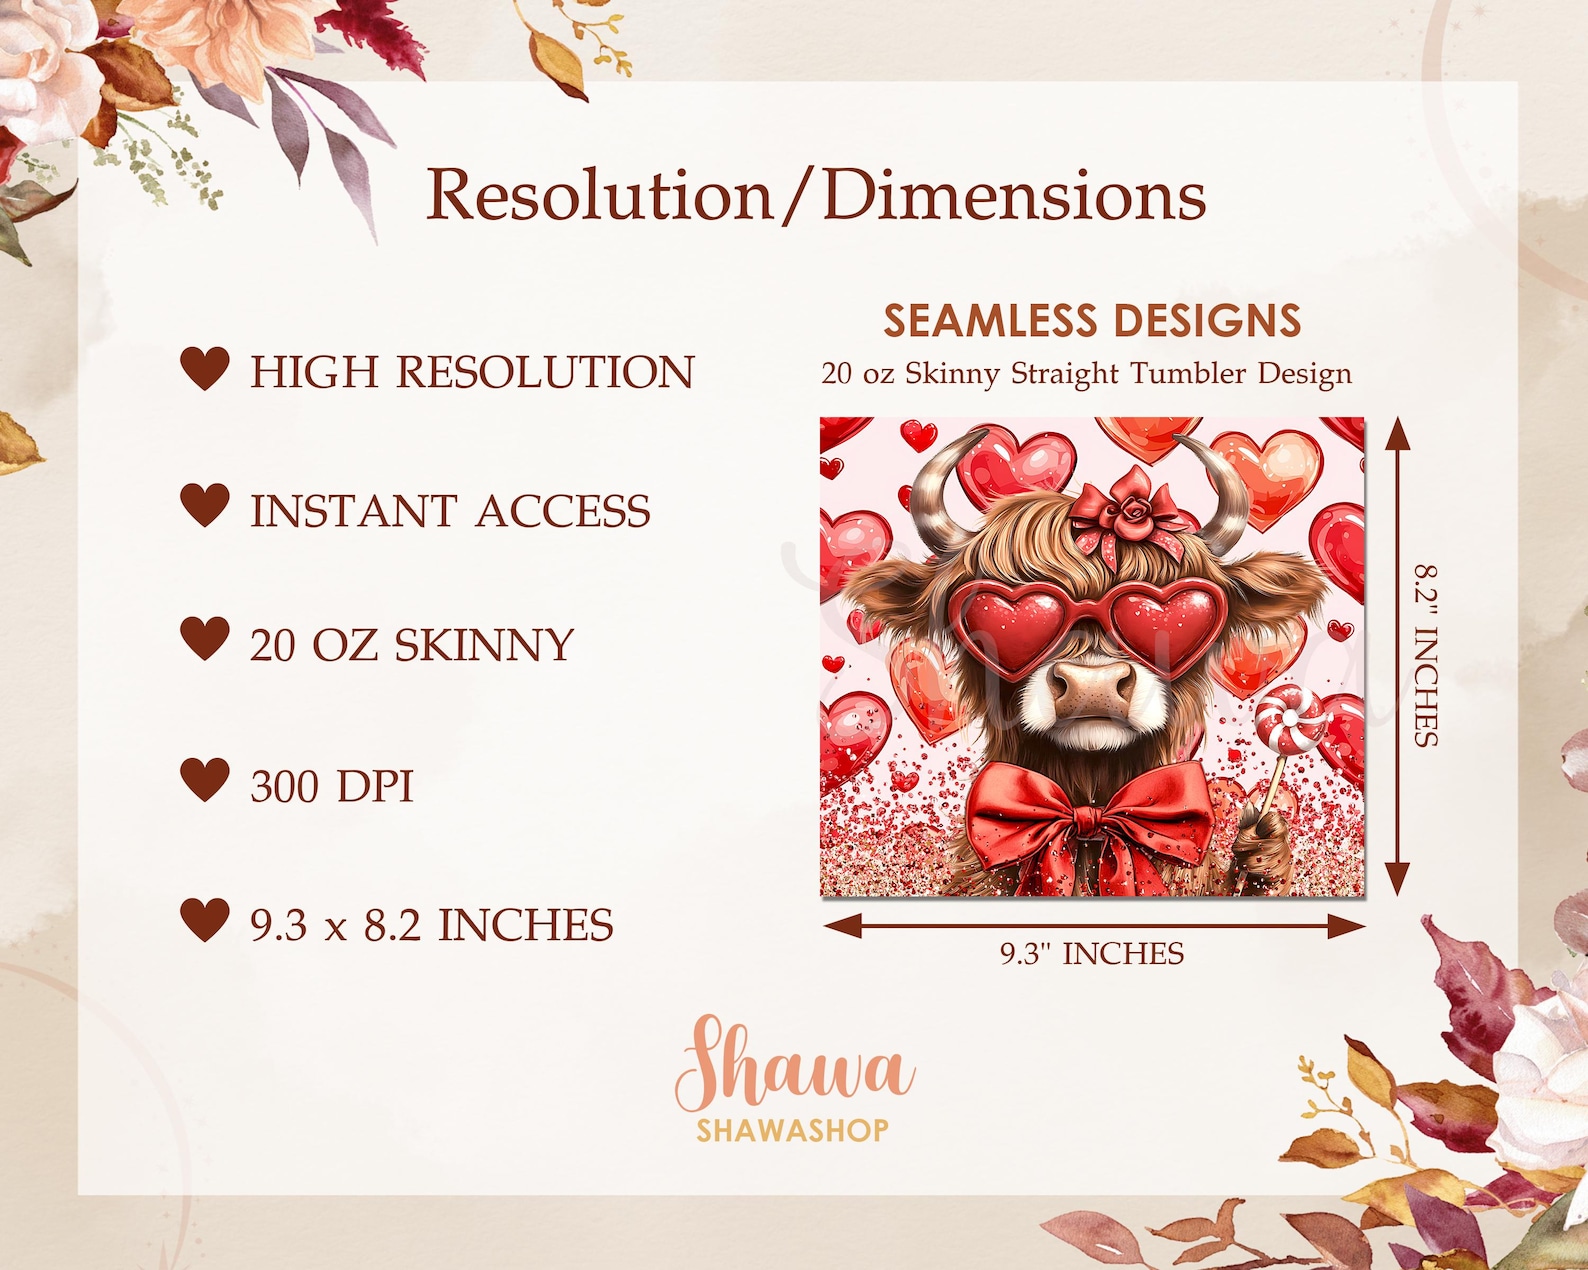 Resolution/Dimensions
HIGH RESOLUTION
INSTANT ACCESS
20 OZ SKINNY
300 DPI
9.3 x 8.2 INCHES
SEAMLESS DESIGNS
20 oz Skinny Straight Tumbler Design
Shawa
8.2" INCHES
9.3" INCHES
Shawa
SHAWASHOP